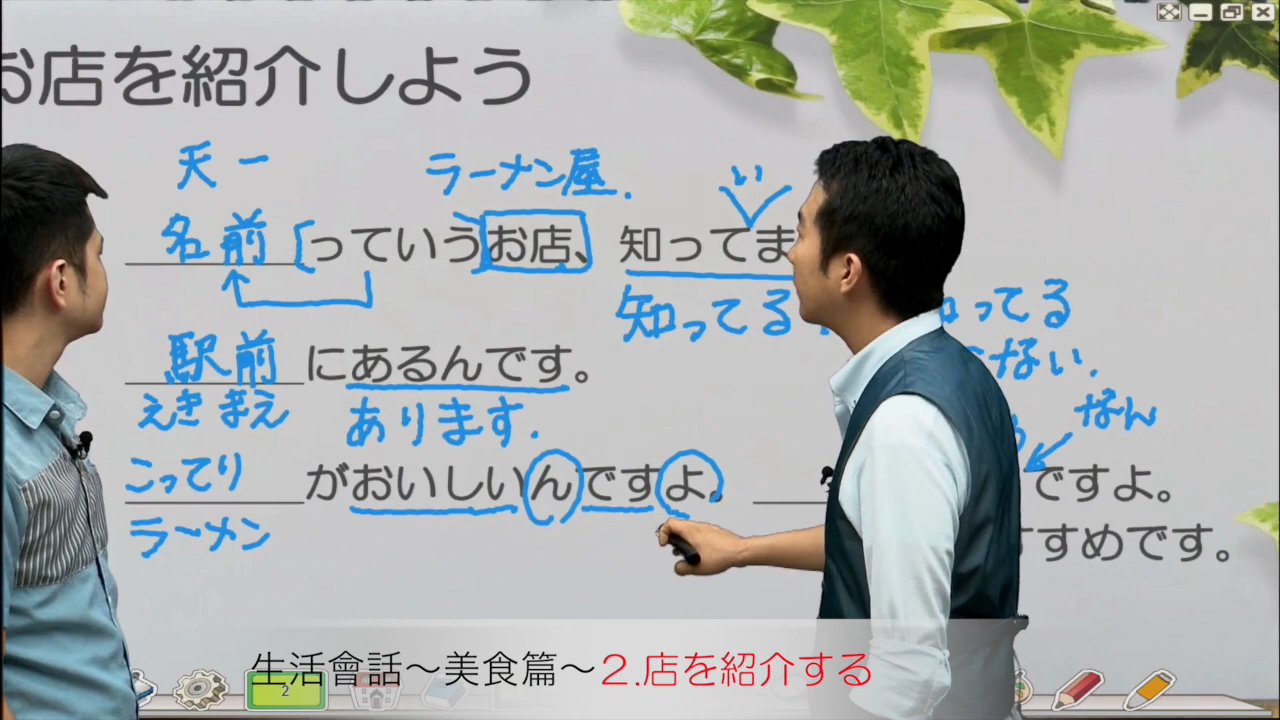 お店を紹介しよう
天一
ラーメン屋.
い
名前 っていうお店、知ってま
知ってる 知ってる
ない.
駅前 にあるんです。
えきまえ あります. なん
こってり がおいしいんですよ。 ですよ。
ラーメン すすめです。
生活會話～美食篇～2.店を紹介する
2